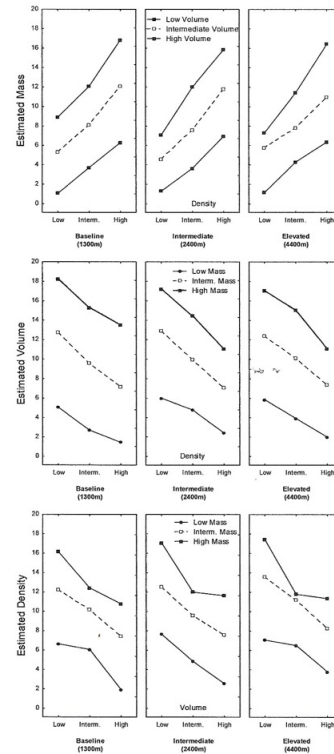 Estimated Mass
20
18
16
14
12
10
8
6
4
2
0
Low Volume
Intermediate Volume
High Volume
Density
Low Interm. High Low Interm. High Low Interm. High
Baseline Intermediate Elevated
(1300m) (2400m) (4400m)
Estimated Volume
20
18
16
14
12
10
8
6
4
2
0
Low Mass
Interm. Mass
High Mass
Density
Low Interm. High Low Interm. High Low Interm. High
Baseline Intermediate Elevated
(1300m) (2400m) (4400m)
Estimated Density
20
18
16
14
12
10
8
6
4
2
0
Low Mass
Interm. Mass
High Mass
Volume
Low Interm. High Low Interm. High Low Interm. High
Baseline Intermediate Elevated
(1300m) (2400m) (4400m)